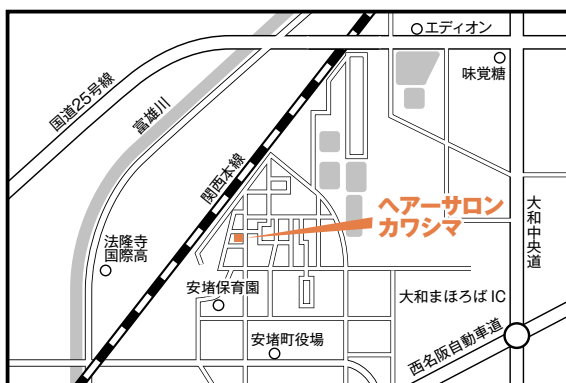 エディオン
味覚糖
国道25号線
富雄川
関西本線
ヘアーサロン
カワシマ
大和中央道
法隆寺
国際高
安堵保育園
大和まほろばIC
安堵町役場
西名阪自動車道